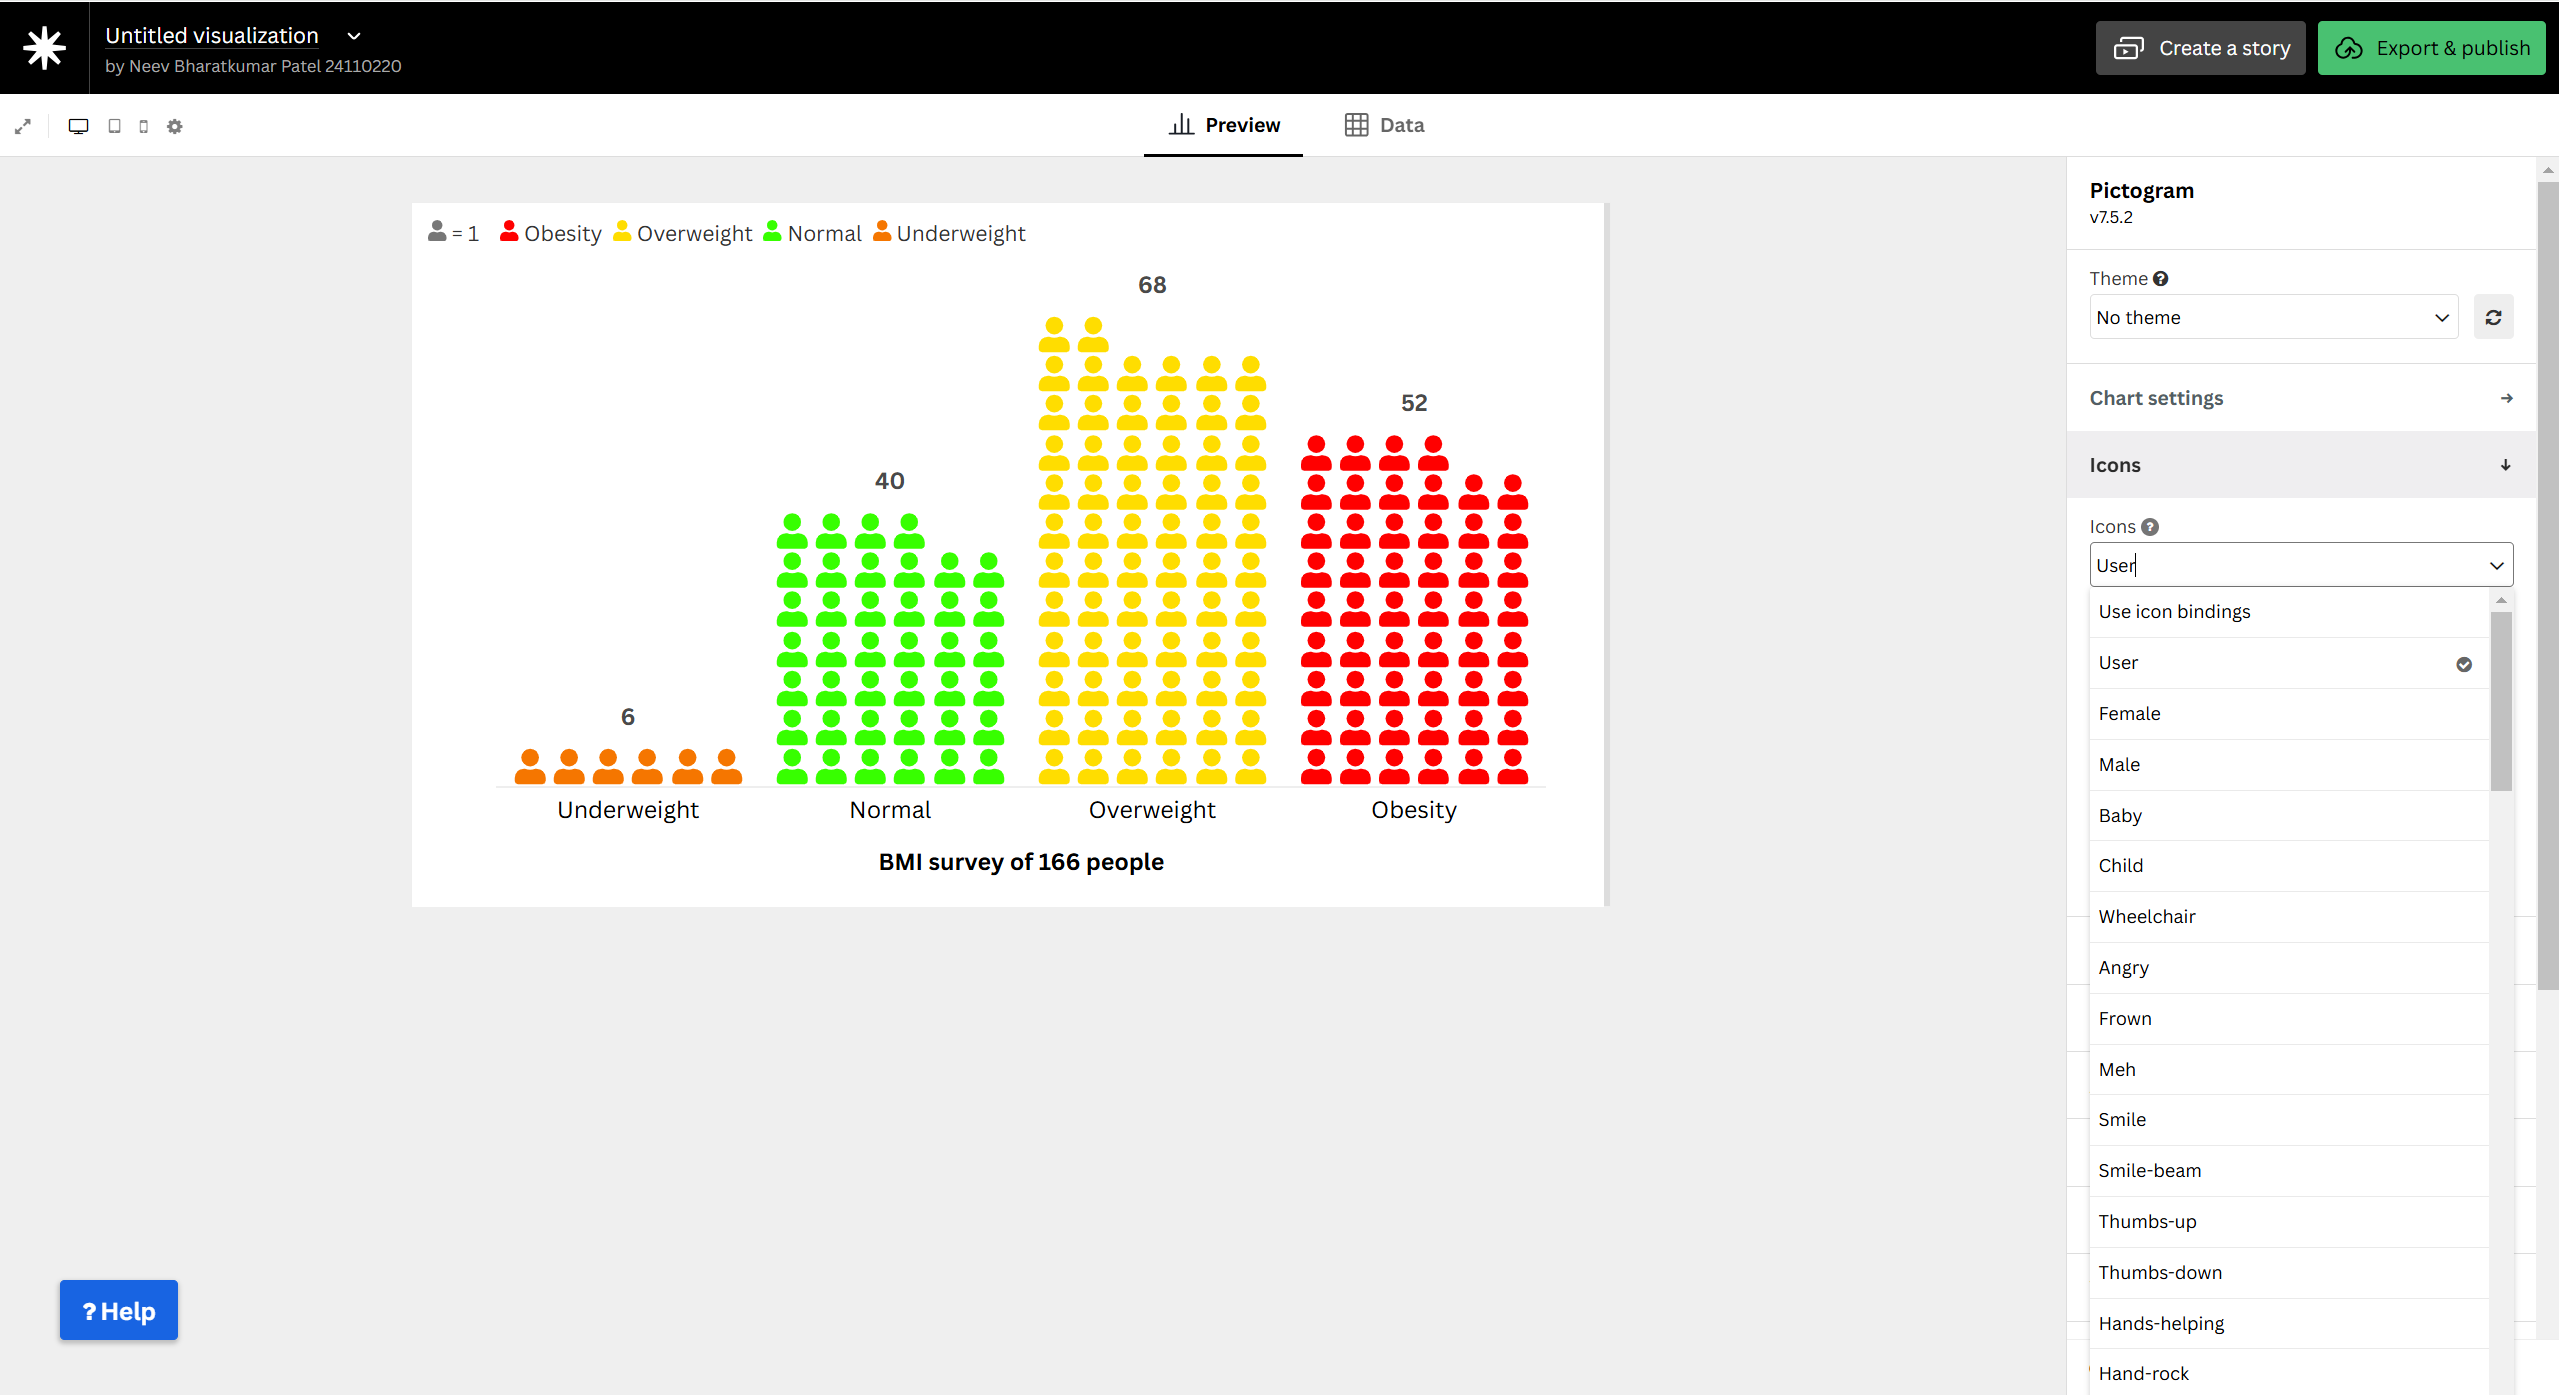 Untitled visualization
by Neev Bharatkumar Patel 24110220
Create a story
Export & publish
Preview
Data
= 1 Obesity Overweight Normal Underweight
68
52
40
6
Underweight Normal Overweight Obesity
BMI survey of 166 people
? Help
Pictogram
v7.5.2
Theme ?
No theme
Chart settings
Icons
Icons ?
User
Use icon bindings
User
Female
Male
Baby
Child
Wheelchair
Angry
Frown
Meh
Smile
Smile-beam
Thumbs-up
Thumbs-down
Hands-helping
Hand-rock